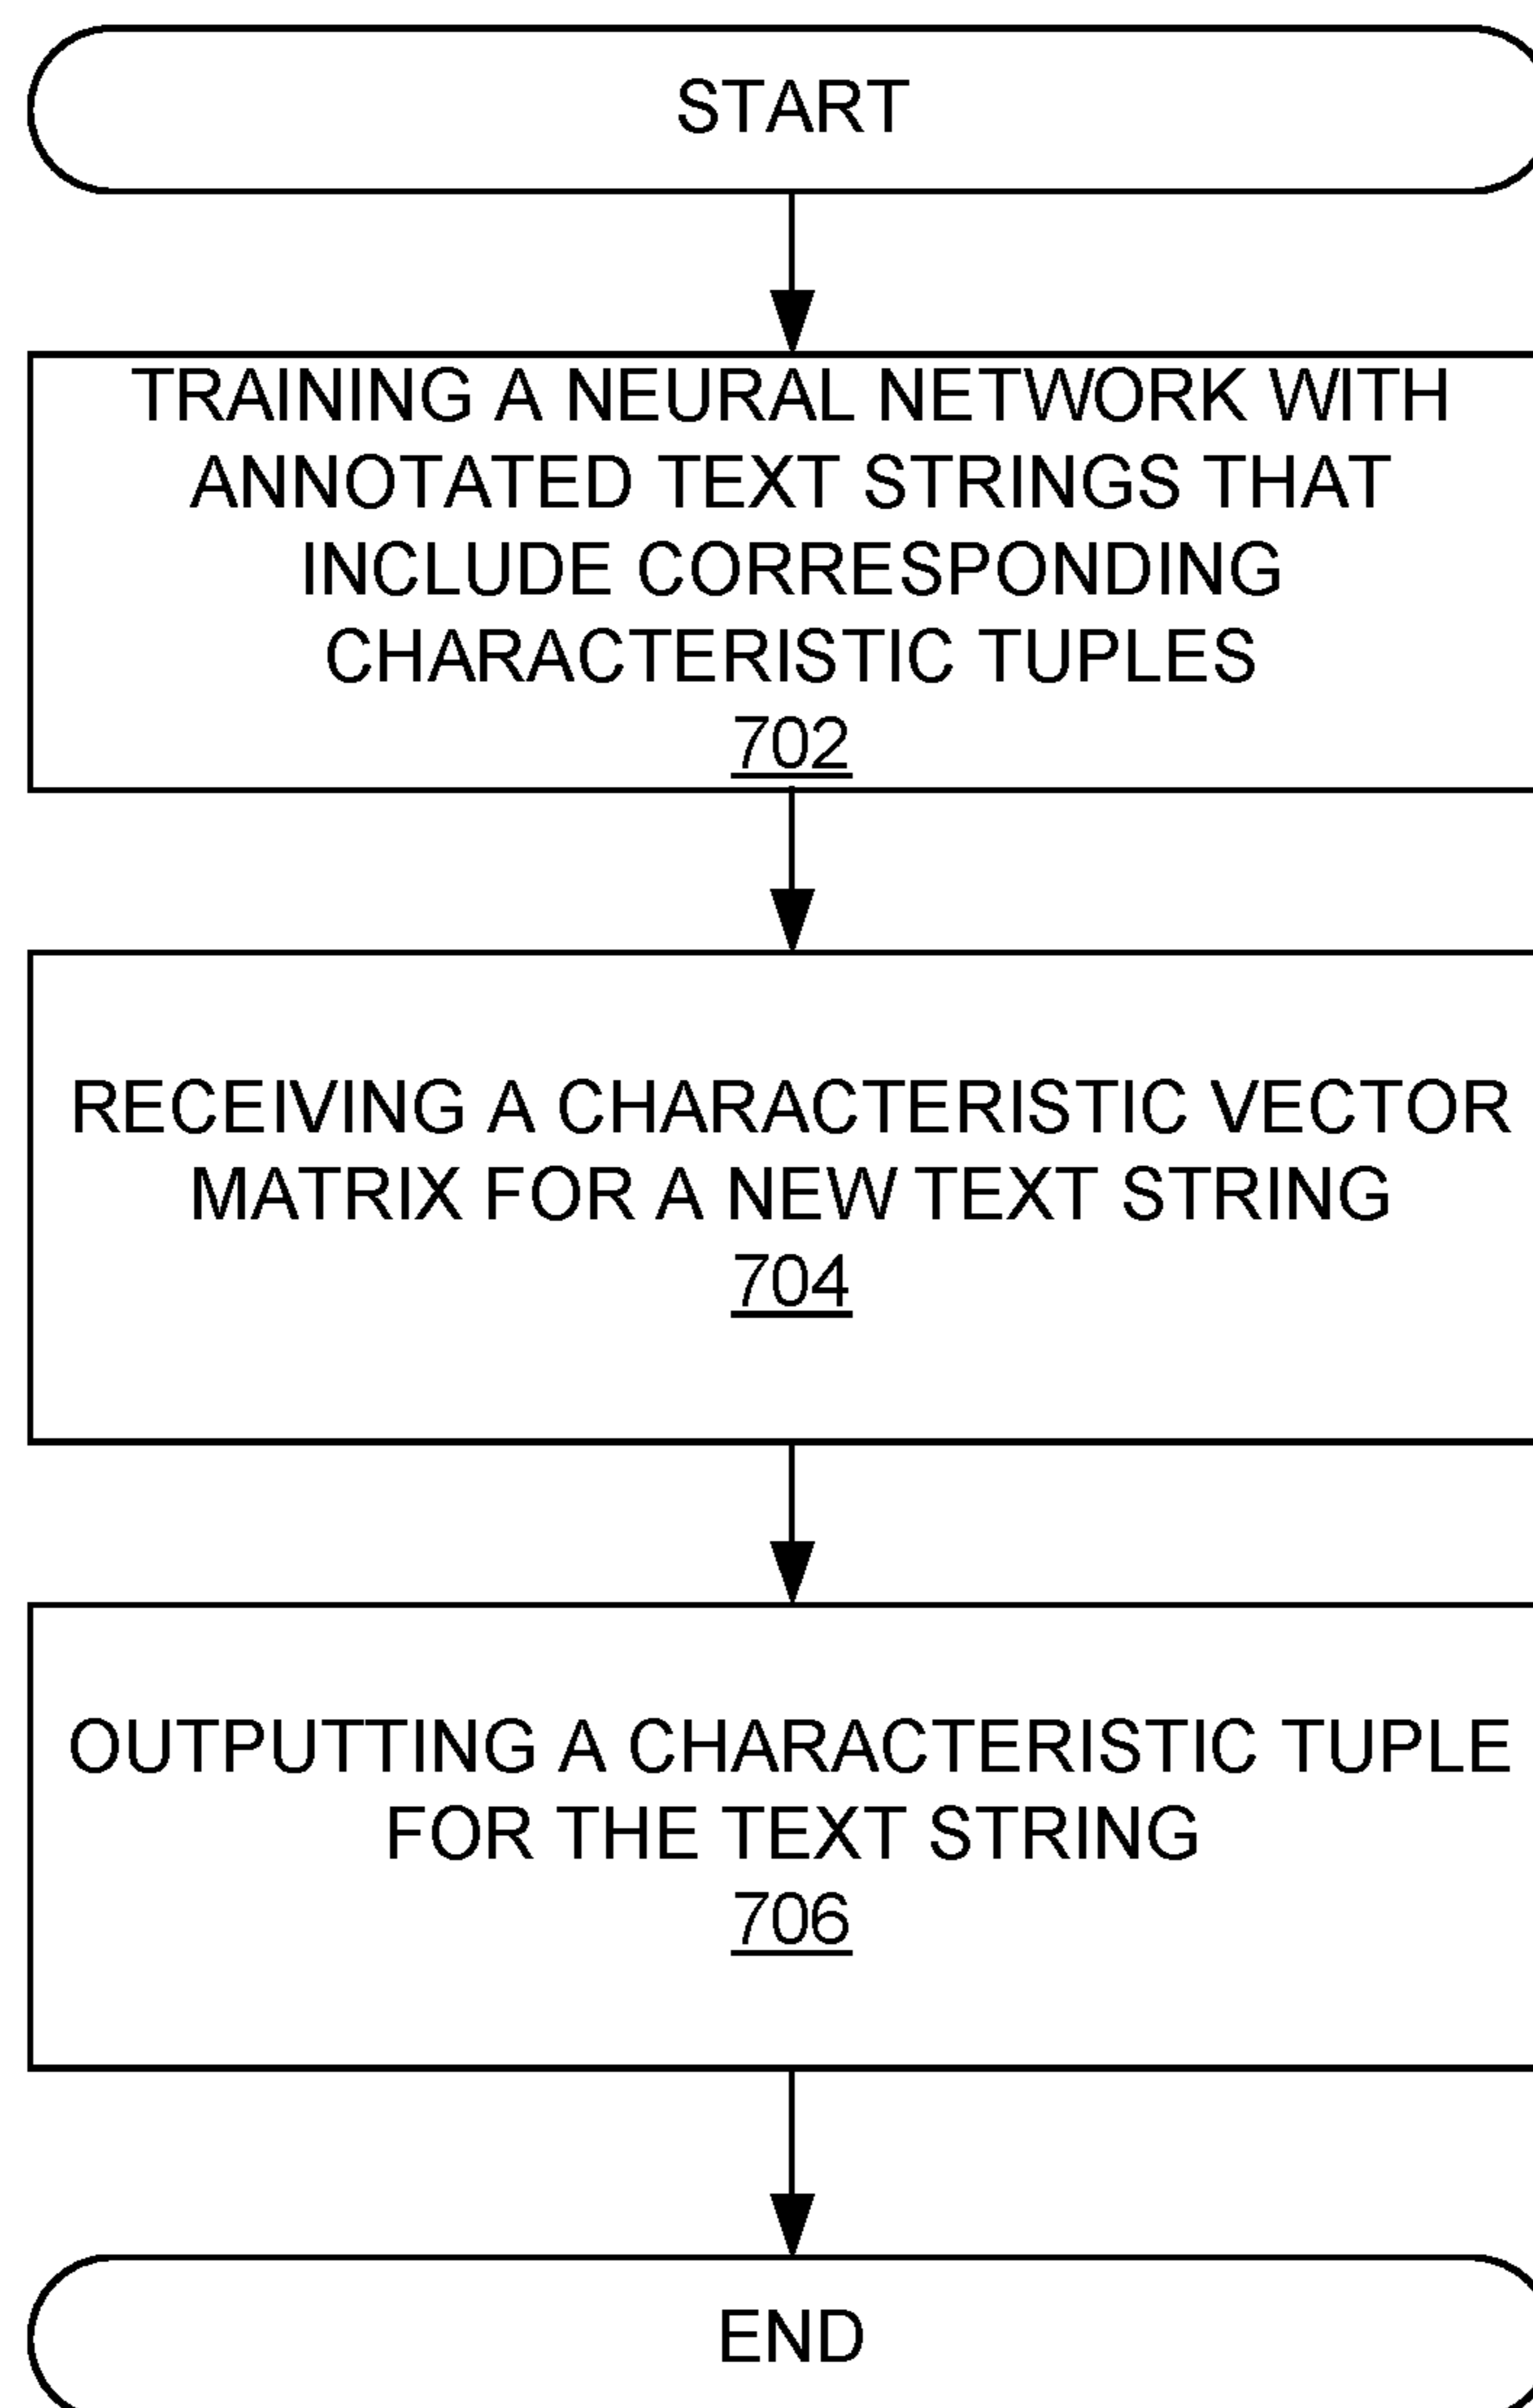 START
TRAINING A NEURAL NETWORK WITH
ANNOTATED TEXT STRINGS THAT
INCLUDE CORRESPONDING
CHARACTERISTIC TUPLES
702
RECEIVING A CHARACTERISTIC VECTOR
MATRIX FOR A NEW TEXT STRING
704
OUTPUTTING A CHARACTERISTIC TUPLE
FOR THE TEXT STRING
706
END